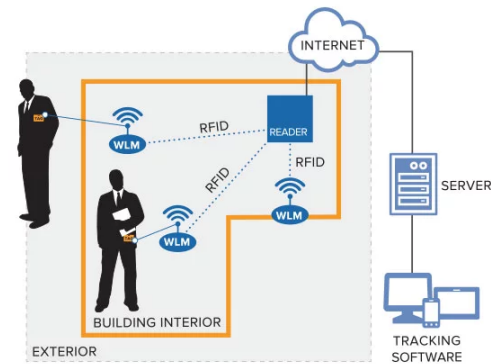 INTERNET
READER
RFID
WLM
RFID
RFID
WLM
WLM
SERVER
BUILDING INTERIOR
EXTERIOR
TRACKING
SOFTWARE